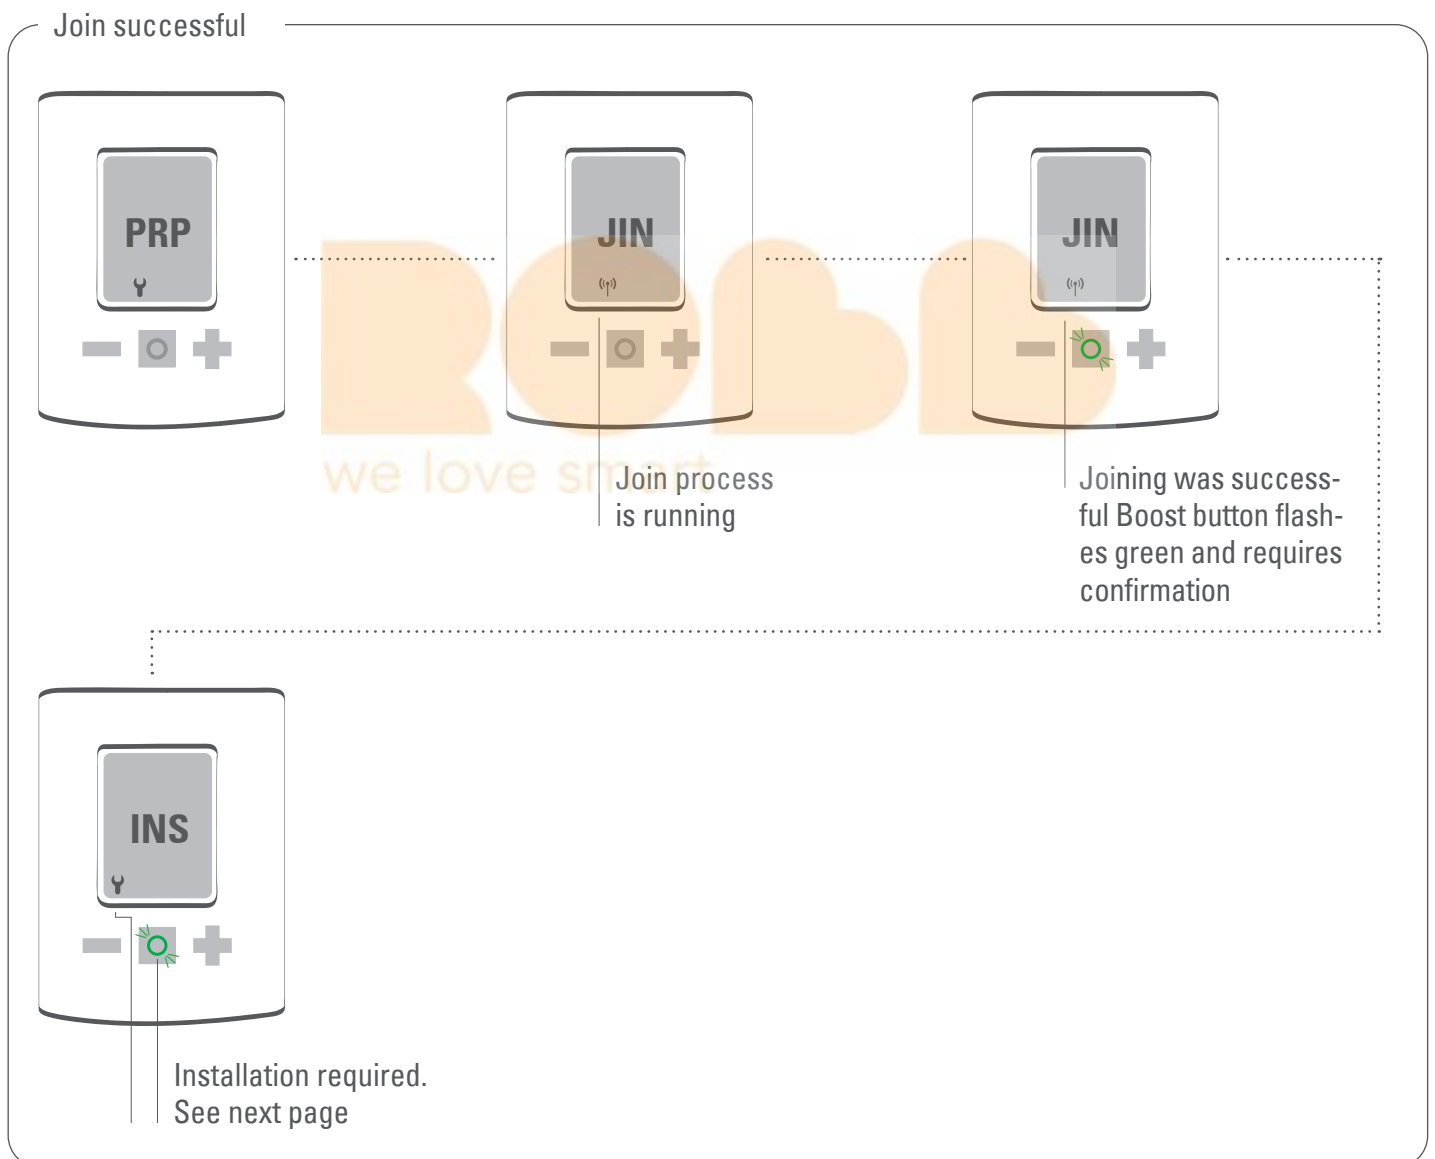 Join successful
PRP
JIN
JIN
ROBB
we love smart
Join process
is running
Joining was success-
ful Boost button flash-
es green and requires
confirmation
INS
Installation required.
See next page